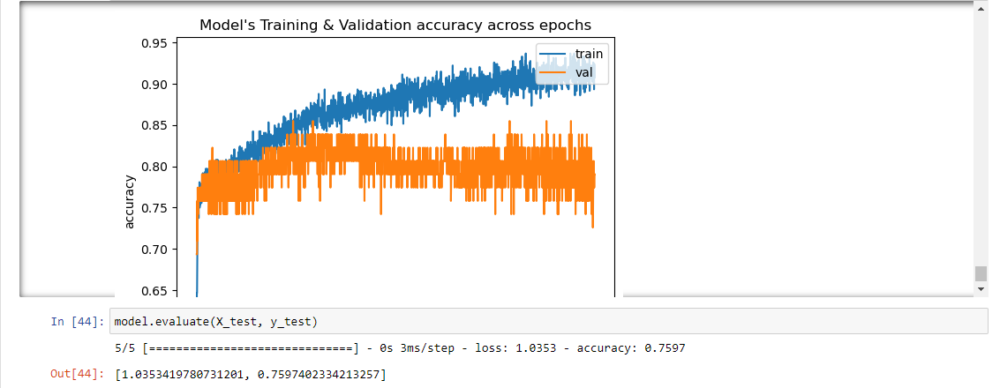 Model's Training & Validation accuracy across epochs
0.95
train
val
0.90
0.85
0.80
accuracy
0.75
0.70
0.65
In [44]: model.evaluate(X_test, y_test)
5/5 [==============================] - 0s 3ms/step - loss: 1.0353 - accuracy: 0.7597
Out[44]: [1.0353419780731201, 0.7597402334213257]